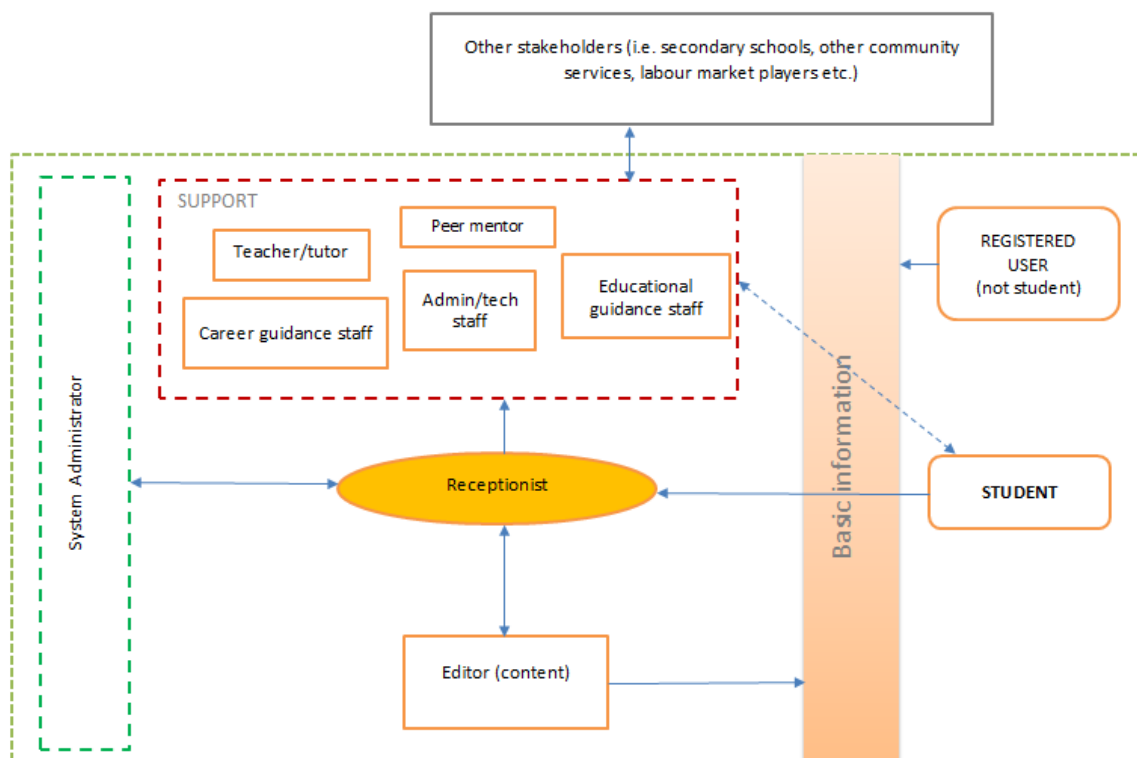 Other stakeholders (i.e. secondary schools, other community
services, labour market players etc.)
SUPPORT
Peer mentor
Teacher/tutor
Educational
guidance staff
Admin/tech
staff
Career guidance staff
REGISTERED
USER
(not student)
System Administrator
Basic information
Receptionist
STUDENT
Editor (content)